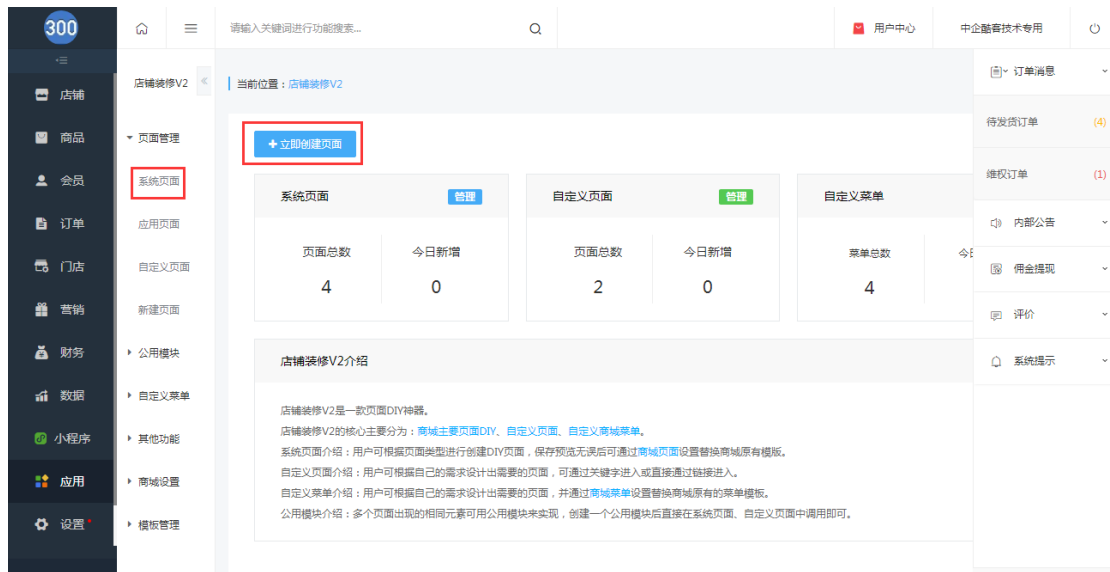 300
请输入关键词进行功能搜索...
用户中心
中企酷客技术专用
店铺
商品
会员
订单
门店
营销
财务
数据
小程序
应用
设置
店铺装修V2
页面管理
系统页面
应用页面
自定义页面
新建页面
公用模块
自定义菜单
其他功能
商城设置
模板管理
当前位置：店铺装修V2
+ 立即创建页面
系统页面 管理
页面总数 今日新增
4 0
自定义页面 管理
页面总数 今日新增
2 0
自定义菜单
菜单总数 今
4
店铺装修V2介绍
店铺装修V2是一款页面DIY神器。
店铺装修V2的核心主要分为：商城主要页面DIY、自定义页面、自定义商城菜单。
系统页面介绍：用户可根据页面类型进行创建DIY页面，保存预览无误后可通过商城页面设置替换商城原有模版。
自定义页面介绍：用户可根据自己的需求设计出需要的页面，可通过关键字进入或直接通过链接进入。
自定义菜单介绍：用户可根据自己的需求设计出需要的页面，并通过商城菜单设置替换商城原有的菜单模板。
公用模块介绍：多个页面出现的相同元素可用公用模块来实现，创建一个公用模块后直接在系统页面、自定义页面中调用即可。
订单消息
待发货订单 (4)
维权订单 (1)
内部公告
佣金提现
评价
系统提示